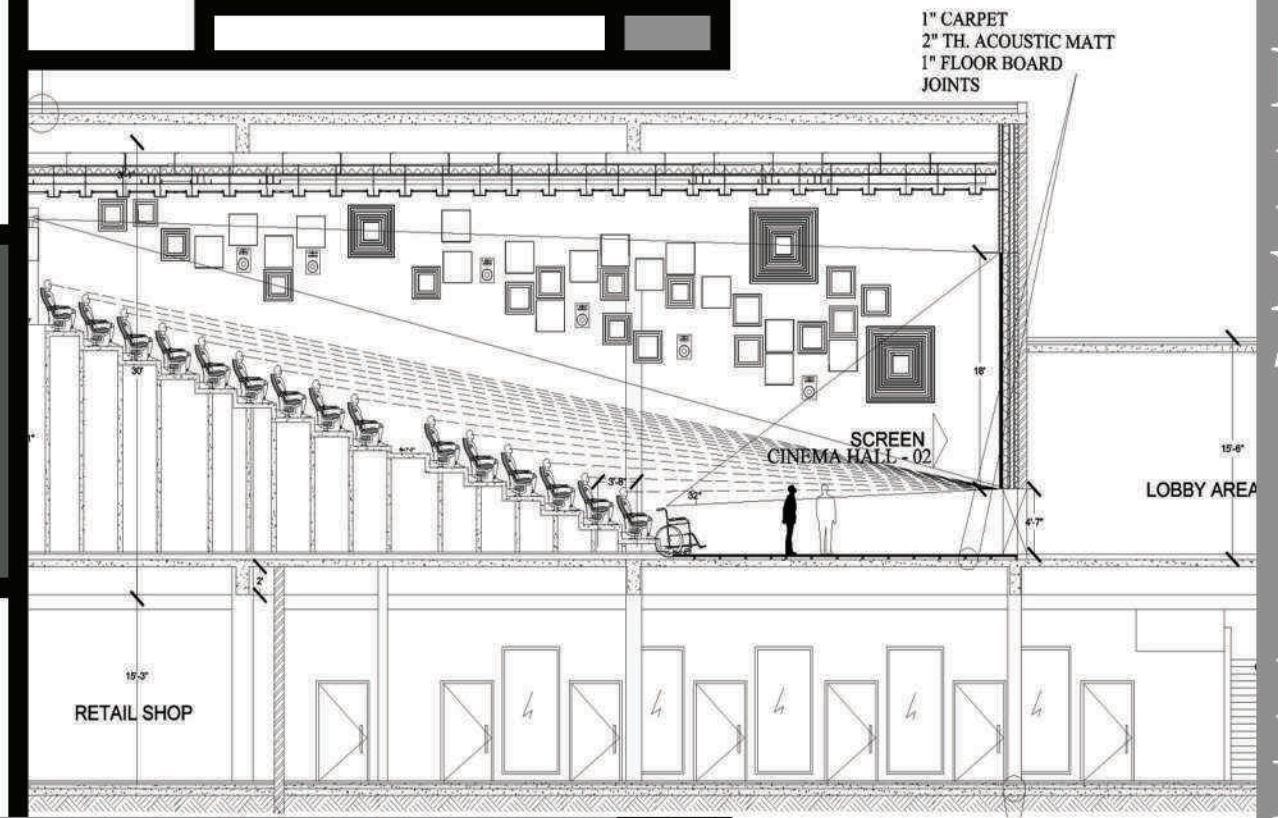 1" CARPET
2" TH. ACOUSTIC MATT
1" FLOOR BOARD
JOINTS
30'
18'
SCREEN
CINEMA HALL - 02
15'-6"
LOBBY AREA
3'-8"
32°
4'-7"
2'
15'-3"
RETAIL SHOP